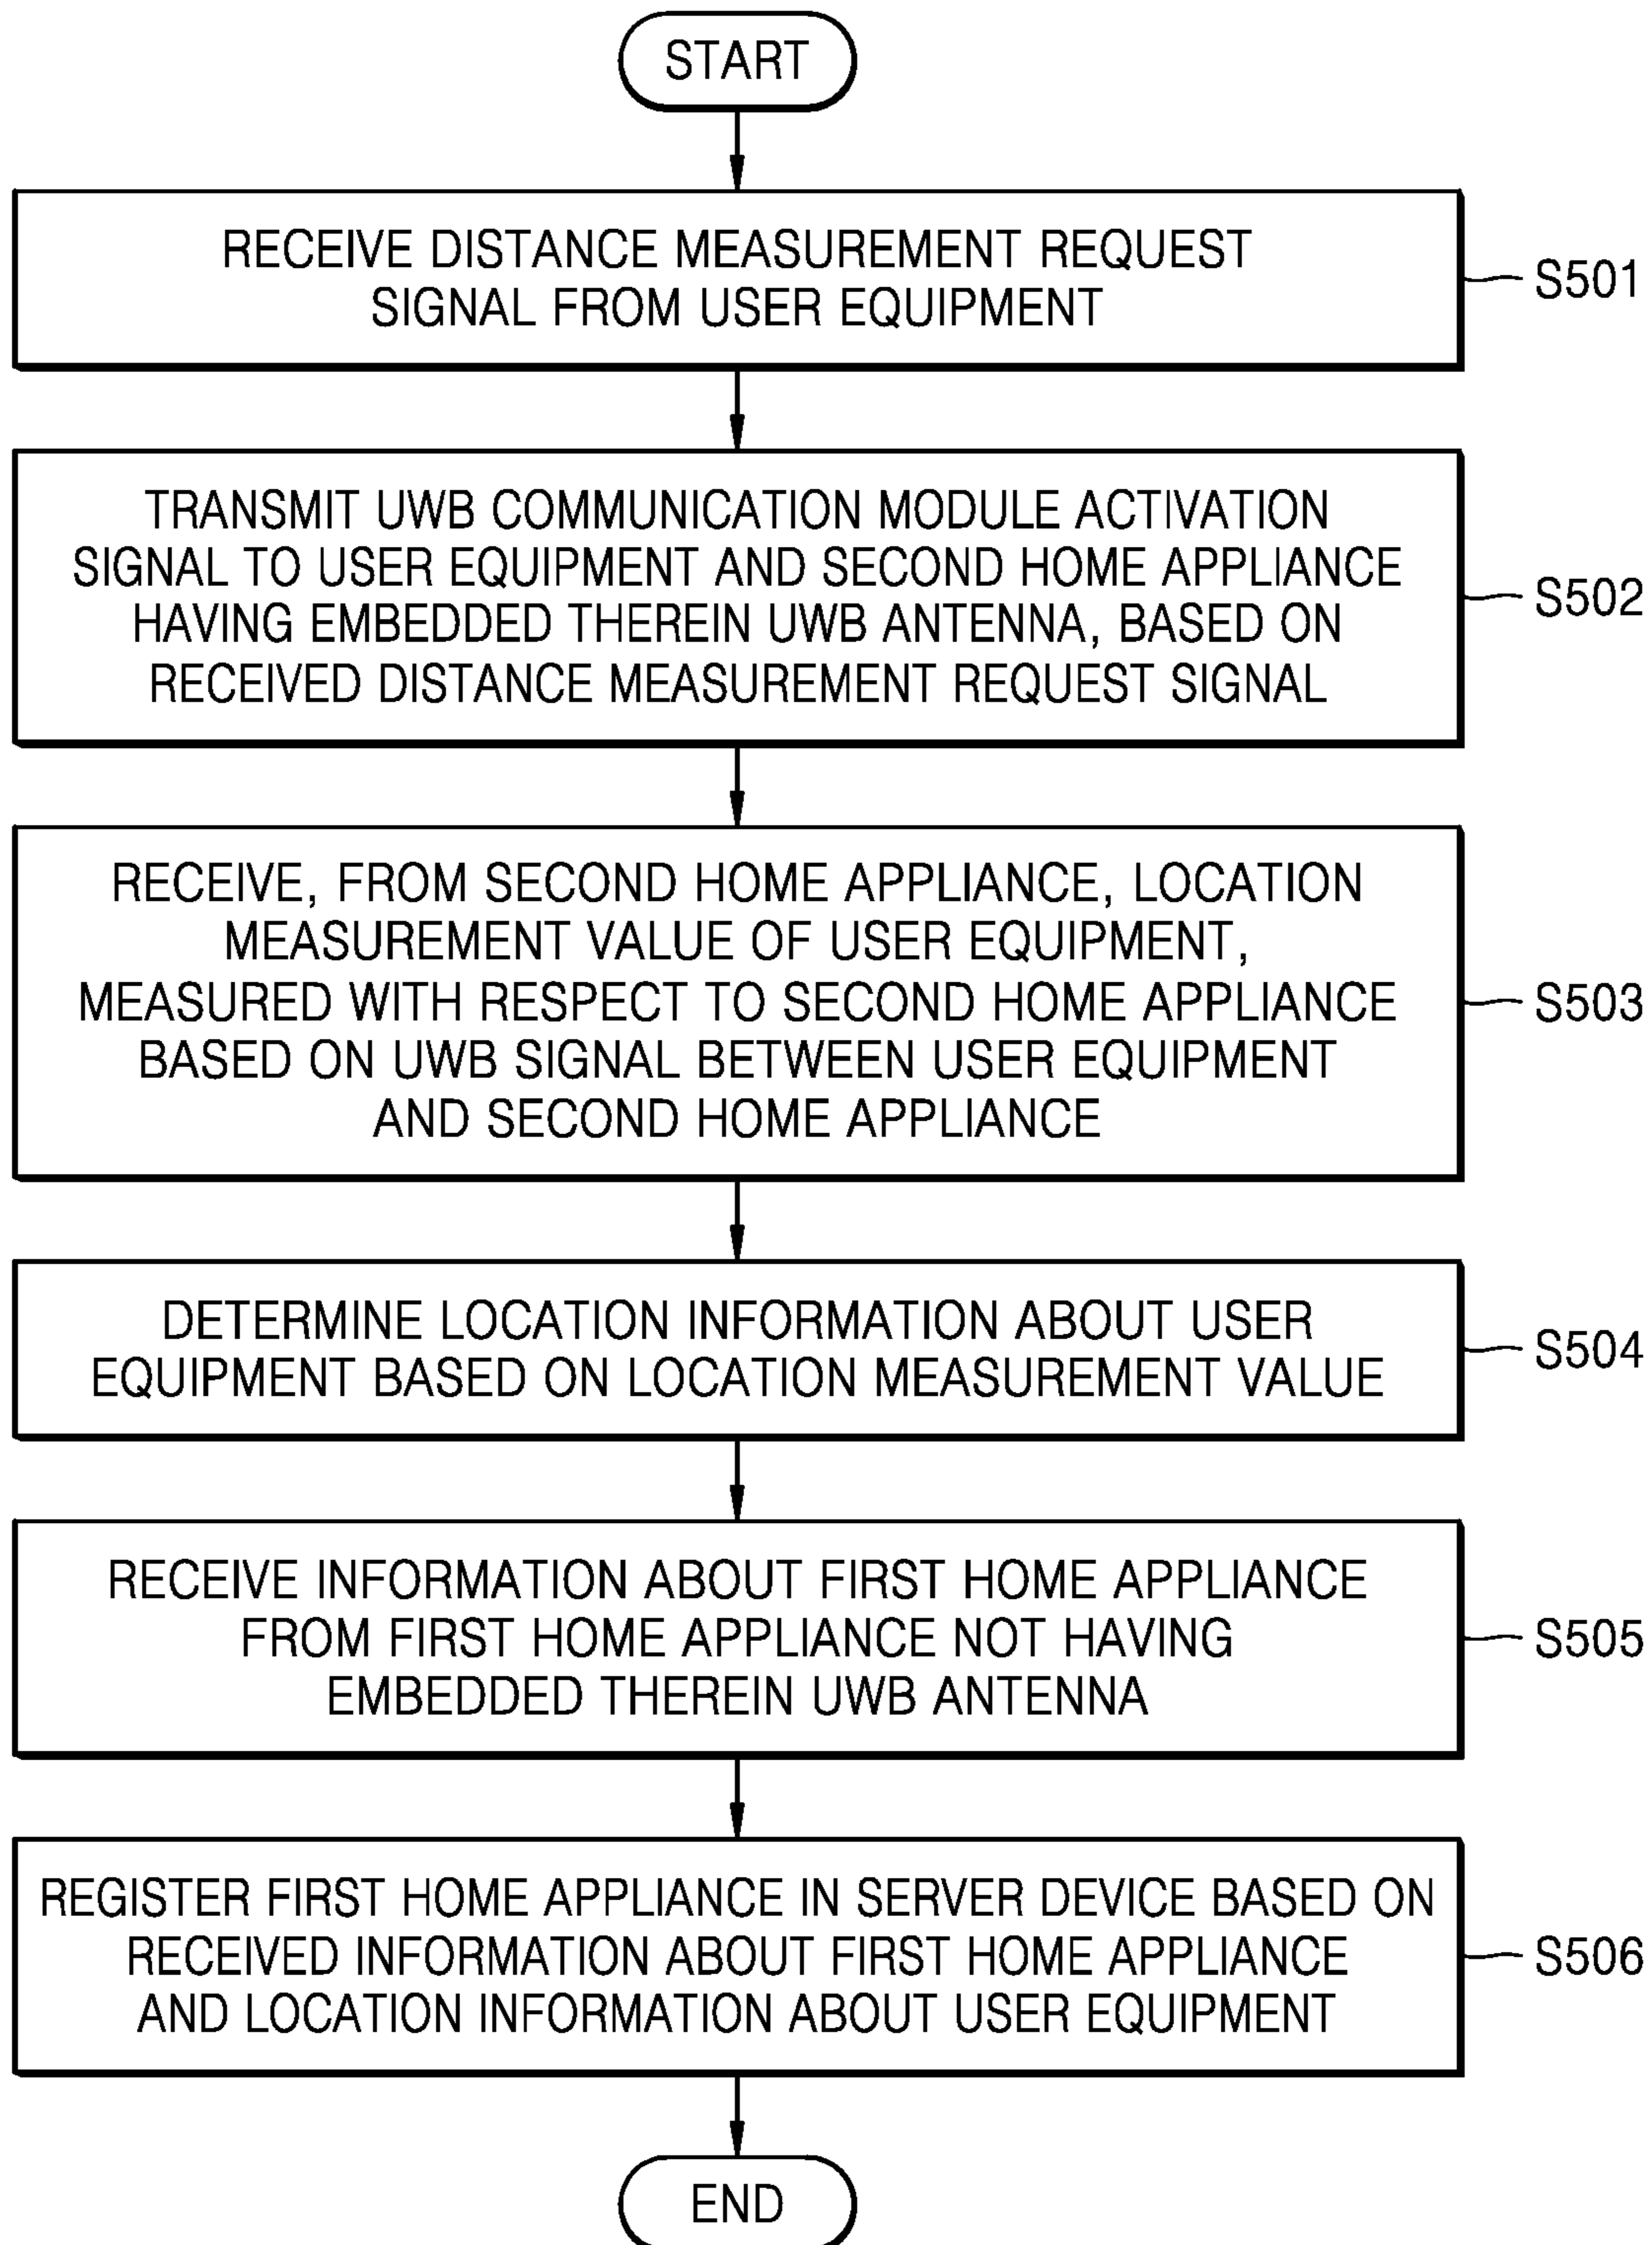 START
RECEIVE DISTANCE MEASUREMENT REQUEST
SIGNAL FROM USER EQUIPMENT
S501
TRANSMIT UWB COMMUNICATION MODULE ACTIVATION
SIGNAL TO USER EQUIPMENT AND SECOND HOME APPLIANCE
HAVING EMBEDDED THEREIN UWB ANTENNA, BASED ON
RECEIVED DISTANCE MEASUREMENT REQUEST SIGNAL
S502
RECEIVE, FROM SECOND HOME APPLIANCE, LOCATION
MEASUREMENT VALUE OF USER EQUIPMENT,
MEASURED WITH RESPECT TO SECOND HOME APPLIANCE
BASED ON UWB SIGNAL BETWEEN USER EQUIPMENT
AND SECOND HOME APPLIANCE
S503
DETERMINE LOCATION INFORMATION ABOUT USER
EQUIPMENT BASED ON LOCATION MEASUREMENT VALUE
S504
RECEIVE INFORMATION ABOUT FIRST HOME APPLIANCE
FROM FIRST HOME APPLIANCE NOT HAVING
EMBEDDED THEREIN UWB ANTENNA
S505
REGISTER FIRST HOME APPLIANCE IN SERVER DEVICE BASED ON
RECEIVED INFORMATION ABOUT FIRST HOME APPLIANCE
AND LOCATION INFORMATION ABOUT USER EQUIPMENT
S506
END